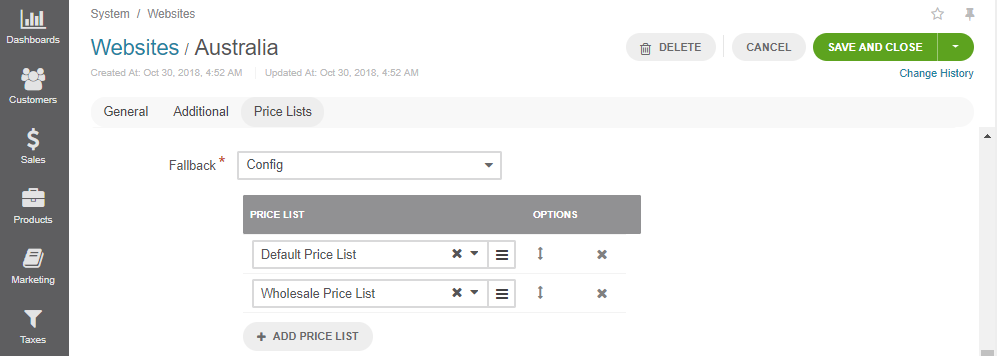 Dashboards
Customers
Sales
Products
Marketing
Taxes
System / Websites
Websites / Australia
DELETE
CANCEL
SAVE AND CLOSE
Created At: Oct 30, 2018, 4:52 AM
Updated At: Oct 30, 2018, 4:52 AM
Change History
General
Additional
Price Lists
Fallback *
Config
PRICE LIST
OPTIONS
Default Price List
Wholesale Price List
+ ADD PRICE LIST